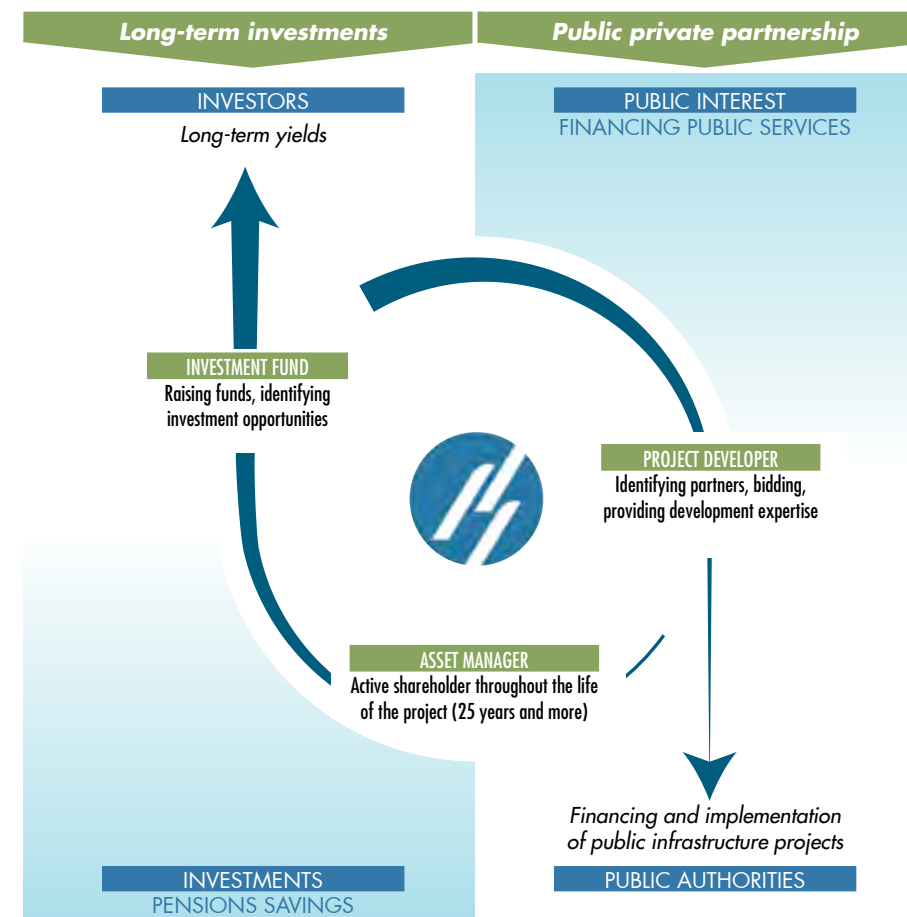 Long-term investments
Public private partnership
INVESTORS
Long-term yields
PUBLIC INTEREST
FINANCING PUBLIC SERVICES
INVESTMENT FUND
Raising funds, identifying
investment opportunities
PROJECT DEVELOPER
Identifying partners, bidding,
providing development expertise
ASSET MANAGER
Active shareholder throughout the life
of the project (25 years and more)
Financing and implementation
of public infrastructure projects
INVESTMENTS
PENSIONS SAVINGS
PUBLIC AUTHORITIES